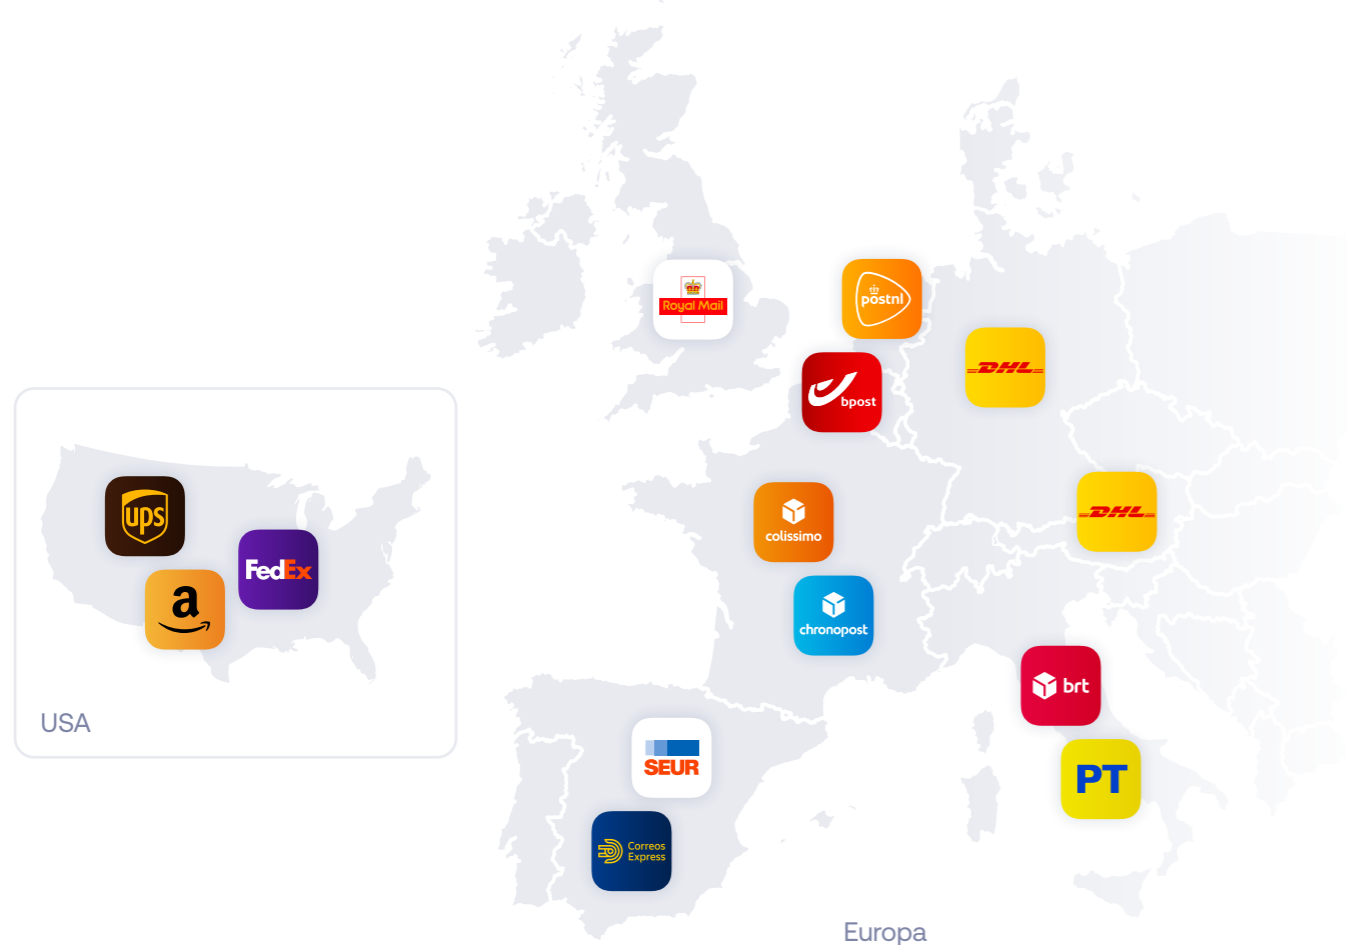 Royal Mail
postnl
DHL
bpost
ups
colissimo
DHL
FedEx
a
chronopost
brt
USA
SEUR
PT
Correos
Express
Europa